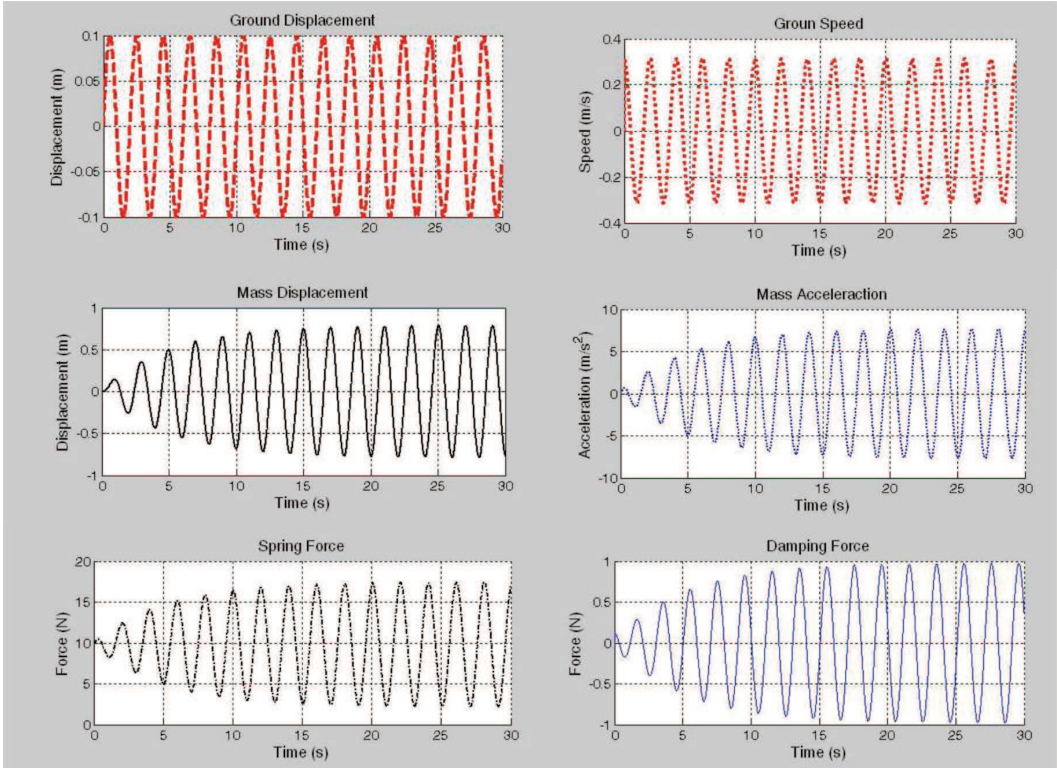 Ground Displacement
Displacement (m)
0.1
0.05
0
-0.05
-0.1
0 5 10 15 20 25 30
Time (s)
Groun Speed
Speed (m/s)
0.4
0.2
0
-0.2
-0.4
0 5 10 15 20 25 30
Time (s)
Mass Displacement
Displacement (m)
1
0.5
0
-0.5
-1
0 5 10 15 20 25 30
Time (s)
Mass Acceleraction
Acceleration (m/s²)
10
5
0
-5
-10
0 5 10 15 20 25 30
Time (s)
Spring Force
Force (N)
20
15
10
5
0
0 5 10 15 20 25 30
Time (s)
Damping Force
Force (N)
1
0.5
0
-0.5
-1
0 5 10 15 20 25 30
Time (s)